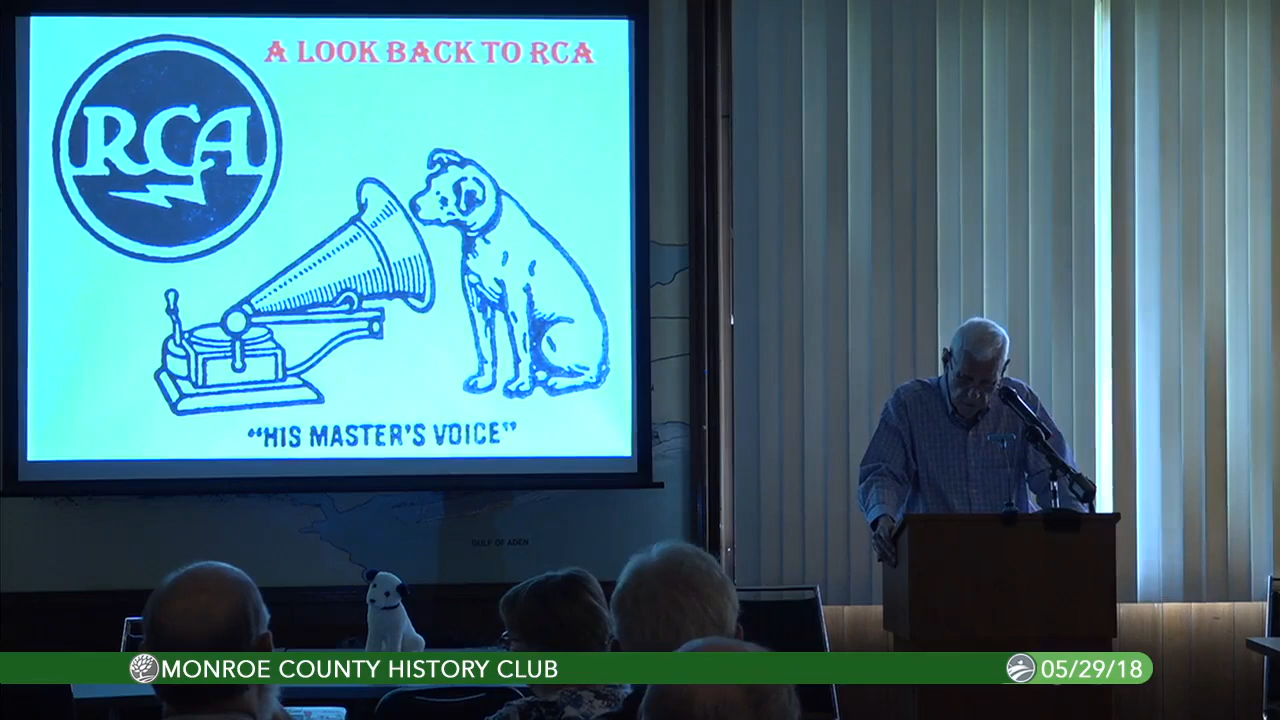 A LOOK BACK TO RCA
RCA
"HIS MASTER'S VOICE"
GULF OF ADEN
MONROE COUNTY HISTORY CLUB
05/29/18